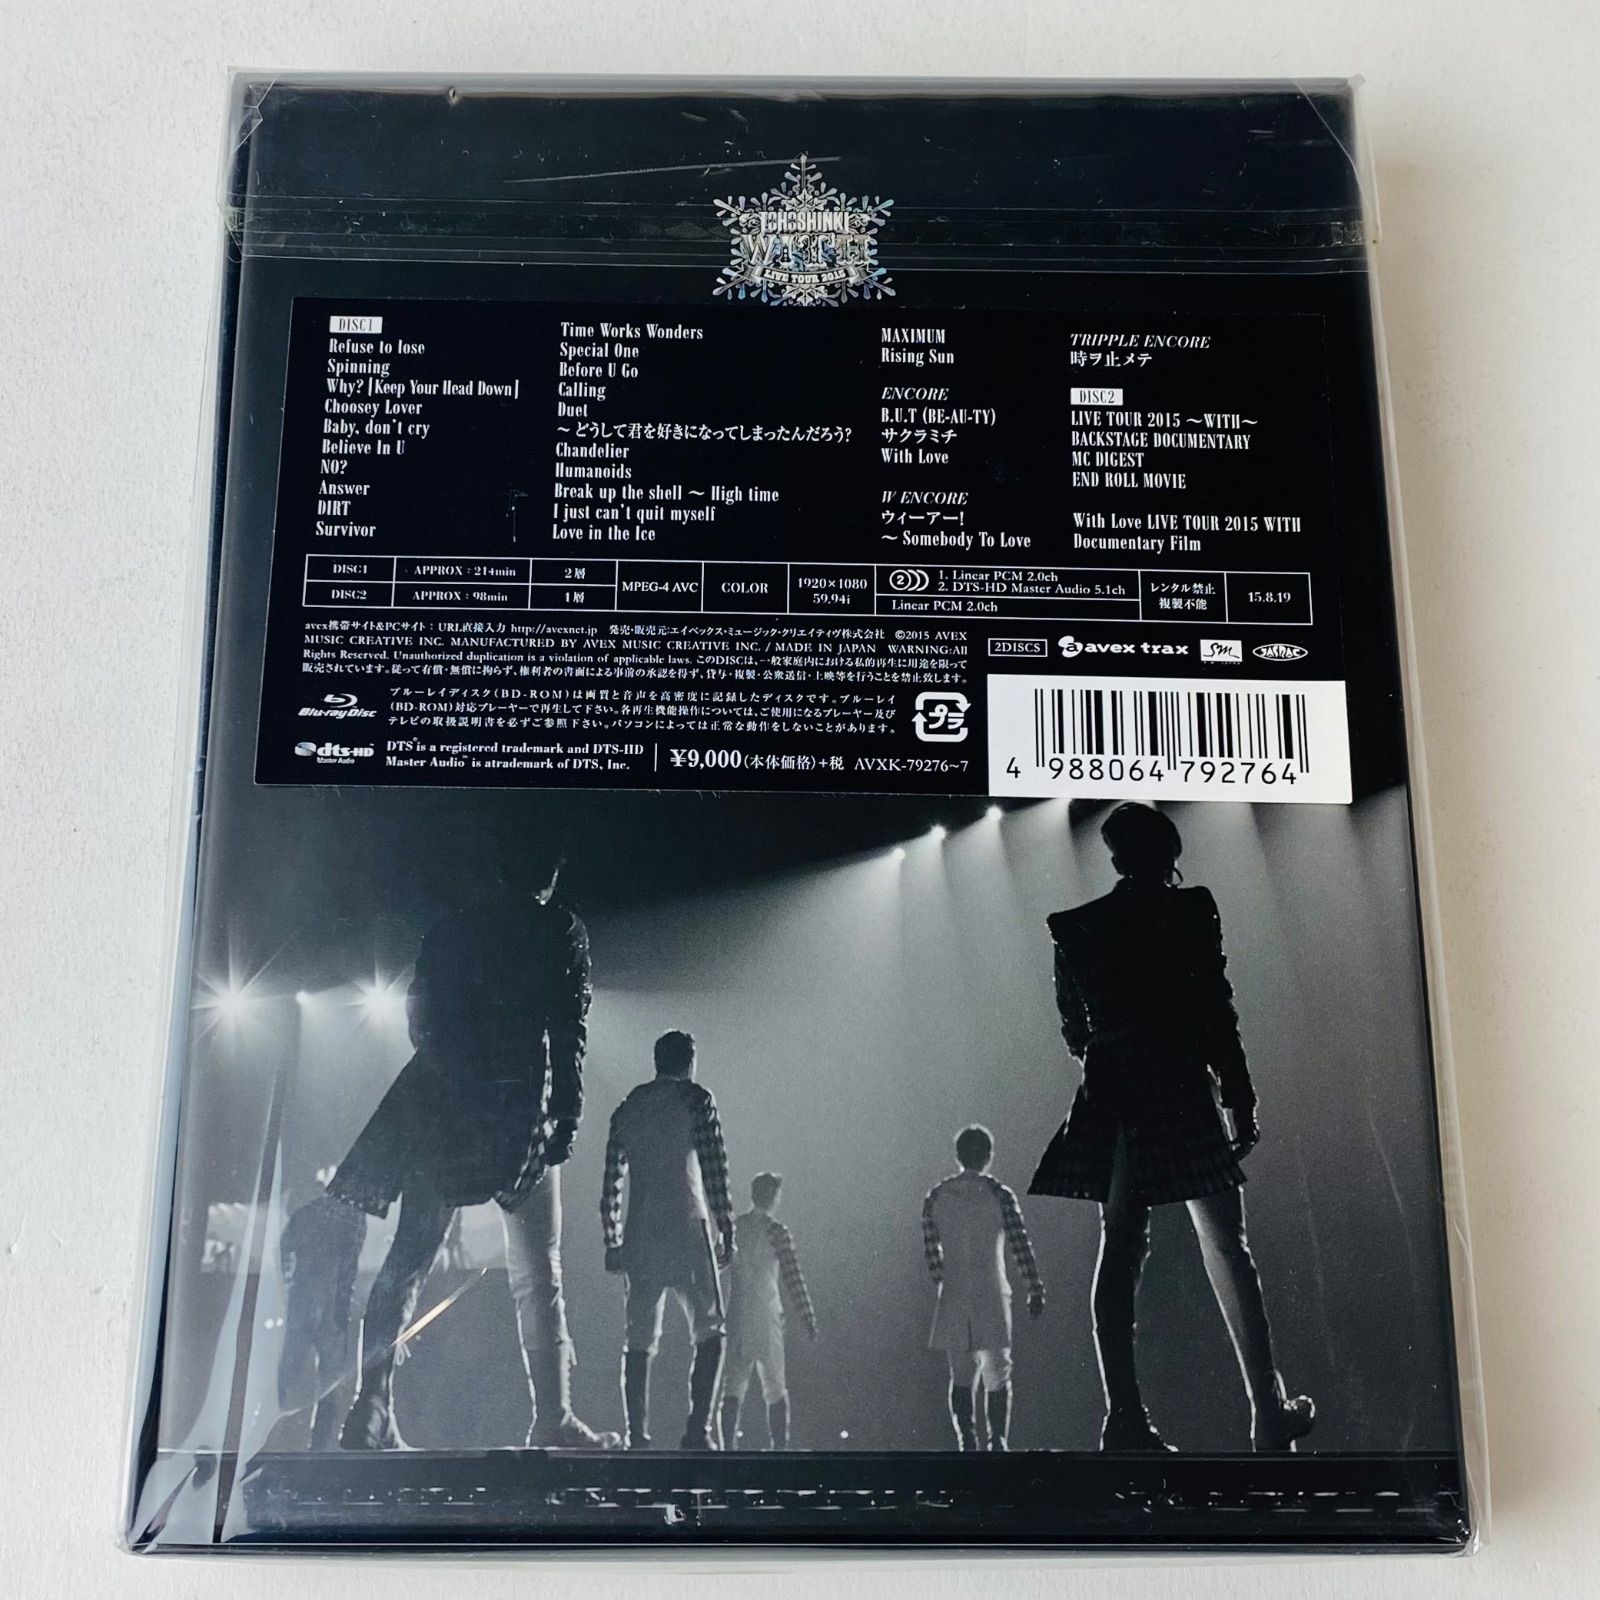 TOHOSHINKI
WITH
LIVE TOUR 2015
DISC1
Refuse to lose
Spinning
Why? [Keep Your Head Down]
Choosey Lover
Baby, don't cry
Believe In U
NO?
Answer
DIRT
Survivor
Time Works Wonders
Special One
Before U Go
Calling
Duet
～どうして君を好きになってしまったんだろう?
Chandelier
Humanoids
Break up the shell ～ High time
I just can't quit myself
Love in the Ice
MAXIMUM
Rising Sun
ENCORE
B.U.T (BE-AU-TY)
サクラミチ
With Love
W ENCORE
ウィーアー!
～ Somebody To Love
TRIPPLE ENCORE
時ヲ止メテ
DISC2
LIVE TOUR 2015 ～WITH～
BACKSTAGE DOCUMENTARY
MC DIGEST
END ROLL MOVIE
With Love LIVE TOUR 2015 WITH
Documentary Film
DISC1 APPROX : 214min 2層
DISC2 APPROX : 98min 1層
MPEG-4 AVC COLOR
1920×1080
59.94i
2 1. Linear PCM 2.0ch
2. DTS-HD Master Audio 5.1ch
Linear PCM 2.0ch
レンタル禁止
複製不能
15.8.19
avex携帯サイト&PCサイト : URL直接入力 http://avexnet.jp 発売・販売元:エイベックス・ミュージック・クリエイティヴ株式会社 ©2015 AVEX
MUSIC CREATIVE INC. MANUFACTURED BY AVEX MUSIC CREATIVE INC. / MADE IN JAPAN WARNING:All
Rights Reserved. Unauthorized duplication is a violation of applicable laws. このDISCは、一般家庭内における私的再生に用途を限って
販売されています。従って有償・無償に拘らず、権利者の書面による事前の承認を得ず、貸与・複製・公衆送信・上映等を行うことを禁止致します。
2DISCS avex trax SM JASRAC
Blu-ray Disc
ブルーレイディスク(BD-ROM)は画質と音声を高密度に記録したディスクです。ブルーレイ
(BD-ROM)対応プレーヤーで再生して下さい。各再生機能操作については、ご使用になるプレーヤー及び
テレビの取扱説明書を必ずご参照下さい。パソコンによっては正常な動作をしないことがあります。
プラ
dts-HD
Master Audio
DTS® is a registered trademark and DTS-HD
Master Audio™ is atrademark of DTS, Inc.
¥9,000(本体価格)+税 AVXK-79276~7
4 988064 792764